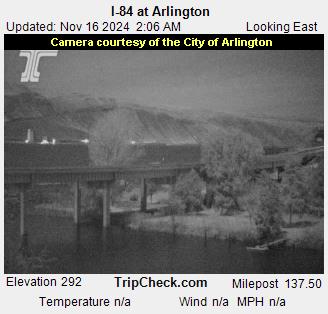 I-84 at Arlington
Updated: Nov 16 2024 2:06 AM Looking East
Camera courtesy of the City of Arlington
Elevation 292 TripCheck.com Milepost 137.50
Temperature n/a Wind n/a MPH n/a